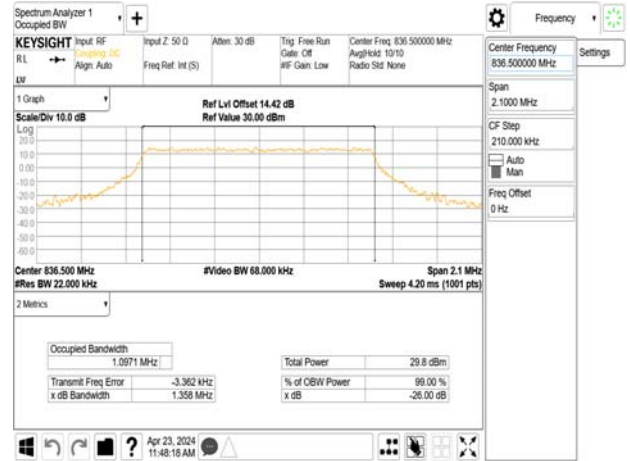 Spectrum Analyzer 1
Occupied BW
Frequency
KEYSIGHT
Input: RF
Input Z: 50 Ω
Atten: 30 dB
Trig: Free Run
Center Freq: 836.500000 MHz
RL
Coupling: DC
Gate: Off
Avg|Hold: 10/10
Align: Auto
Freq Ref: Int (S)
#IF Gain: Low
Radio Std: None
Center Frequency
836.500000 MHz
Settings
Span
2.1000 MHz
CF Step
210.000 kHz
Auto
Man
Freq Offset
0 Hz
1 Graph
Ref Lvl Offset 14.42 dB
Scale/Div 10.0 dB
Ref Value 30.00 dBm
Log
20.0
10.0
0.00
-10.0
-20.0
-30.0
-40.0
-50.0
-60.0
Center 836.500 MHz
#Video BW 68.000 kHz
Span 2.1 MHz
#Res BW 22.000 kHz
Sweep 4.20 ms (1001 pts)
2 Metrics
Occupied Bandwidth
1.0971 MHz
Total Power 29.8 dBm
Transmit Freq Error -3.362 kHz
% of OBW Power 99.00 %
x dB Bandwidth 1.358 MHz
x dB -26.00 dB
?
Apr 23, 2024
11:48:18 AM